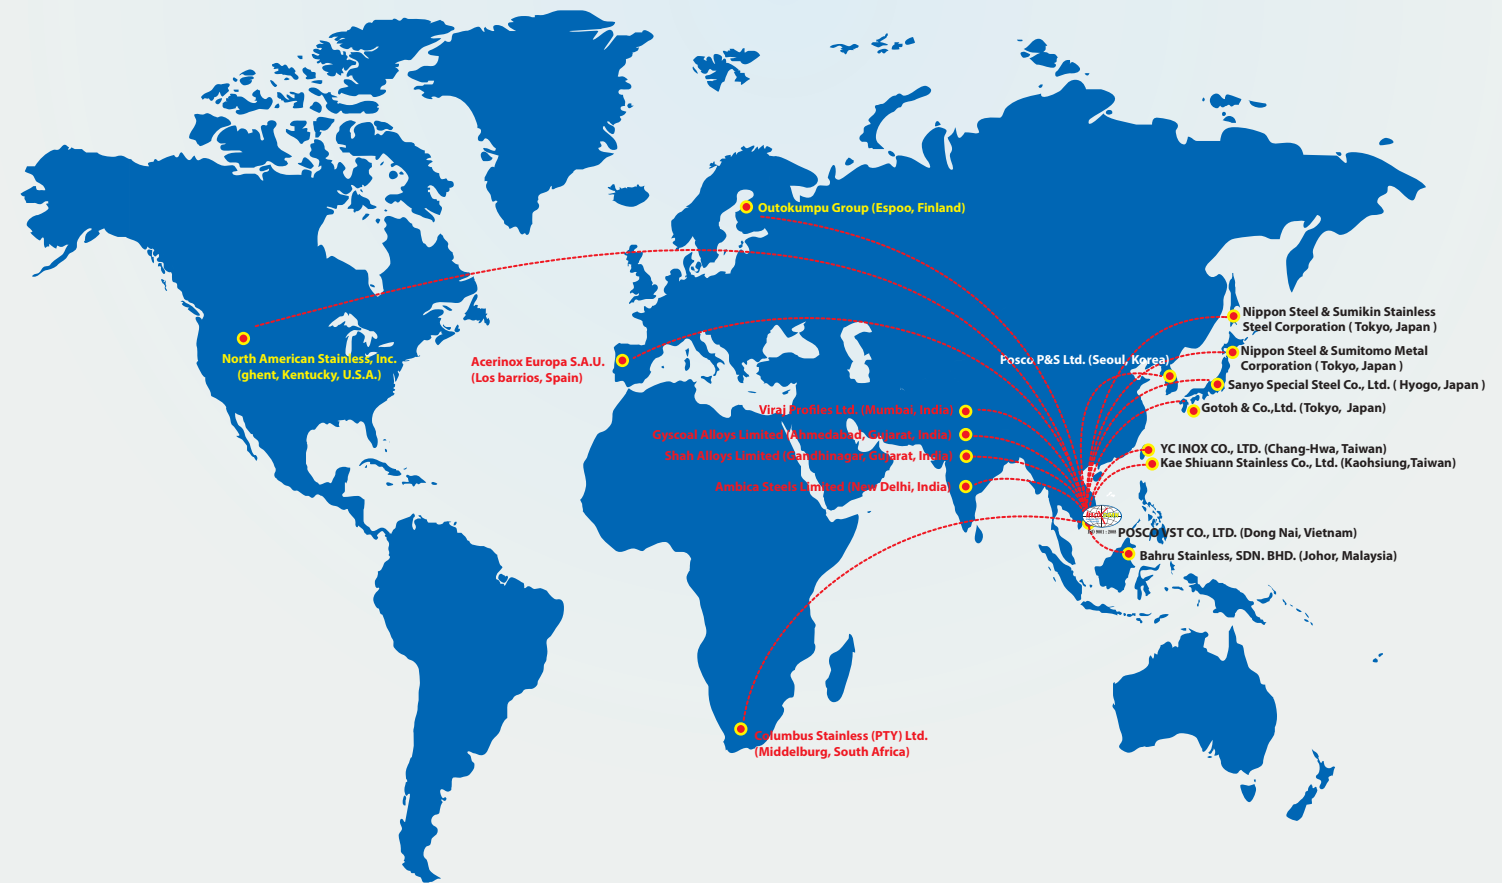 Outokumpu Group (Espoo, Finland)
Nippon Steel & Sumikin Stainless
Steel Corporation ( Tokyo, Japan )
North American Stainless, Inc.
(ghent, Kentucky, U.S.A.)
Acerinox Europa S.A.U.
(Los barrios, Spain)
Posco P&S Ltd. (Seoul, Korea)
Nippon Steel & Sumitomo Metal
Corporation ( Tokyo, Japan )
Sanyo Special Steel Co., Ltd. ( Hyogo, Japan )
Viraj Profiles Ltd. (Mumbai, India)
Gotoh & Co.,Ltd. (Tokyo, Japan)
Gyscoal Alloys Limited (Ahmedabad, Gujarat, India)
YC INOX CO., LTD. (Chang-Hwa, Taiwan)
Shah Alloys Limited (Gandhinagar, Gujarat, India)
Kae Shiuann Stainless Co., Ltd. (Kaohsiung,Taiwan)
Ambica Steels Limited (New Delhi, India)
POSCO VST CO., LTD. (Dong Nai, Vietnam)
Bahru Stainless, SDN. BHD. (Johor, Malaysia)
Columbus Stainless (PTY) Ltd.
(Middelburg, South Africa)